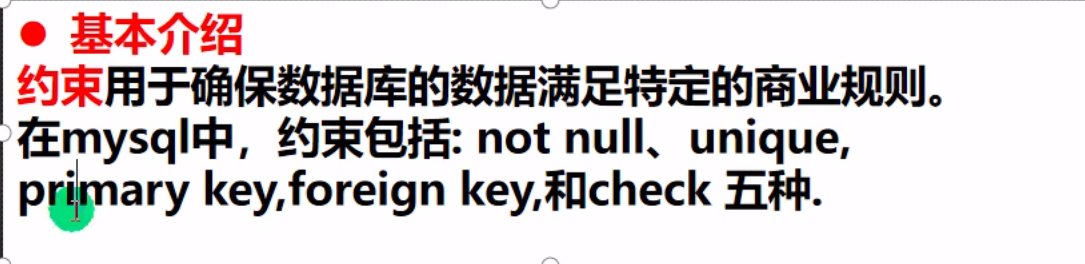 ● 基本介绍
约束用于确保数据库的数据满足特定的商业规则。
在mysql中，约束包括: not null、unique,
primary key,foreign key,和check 五种.